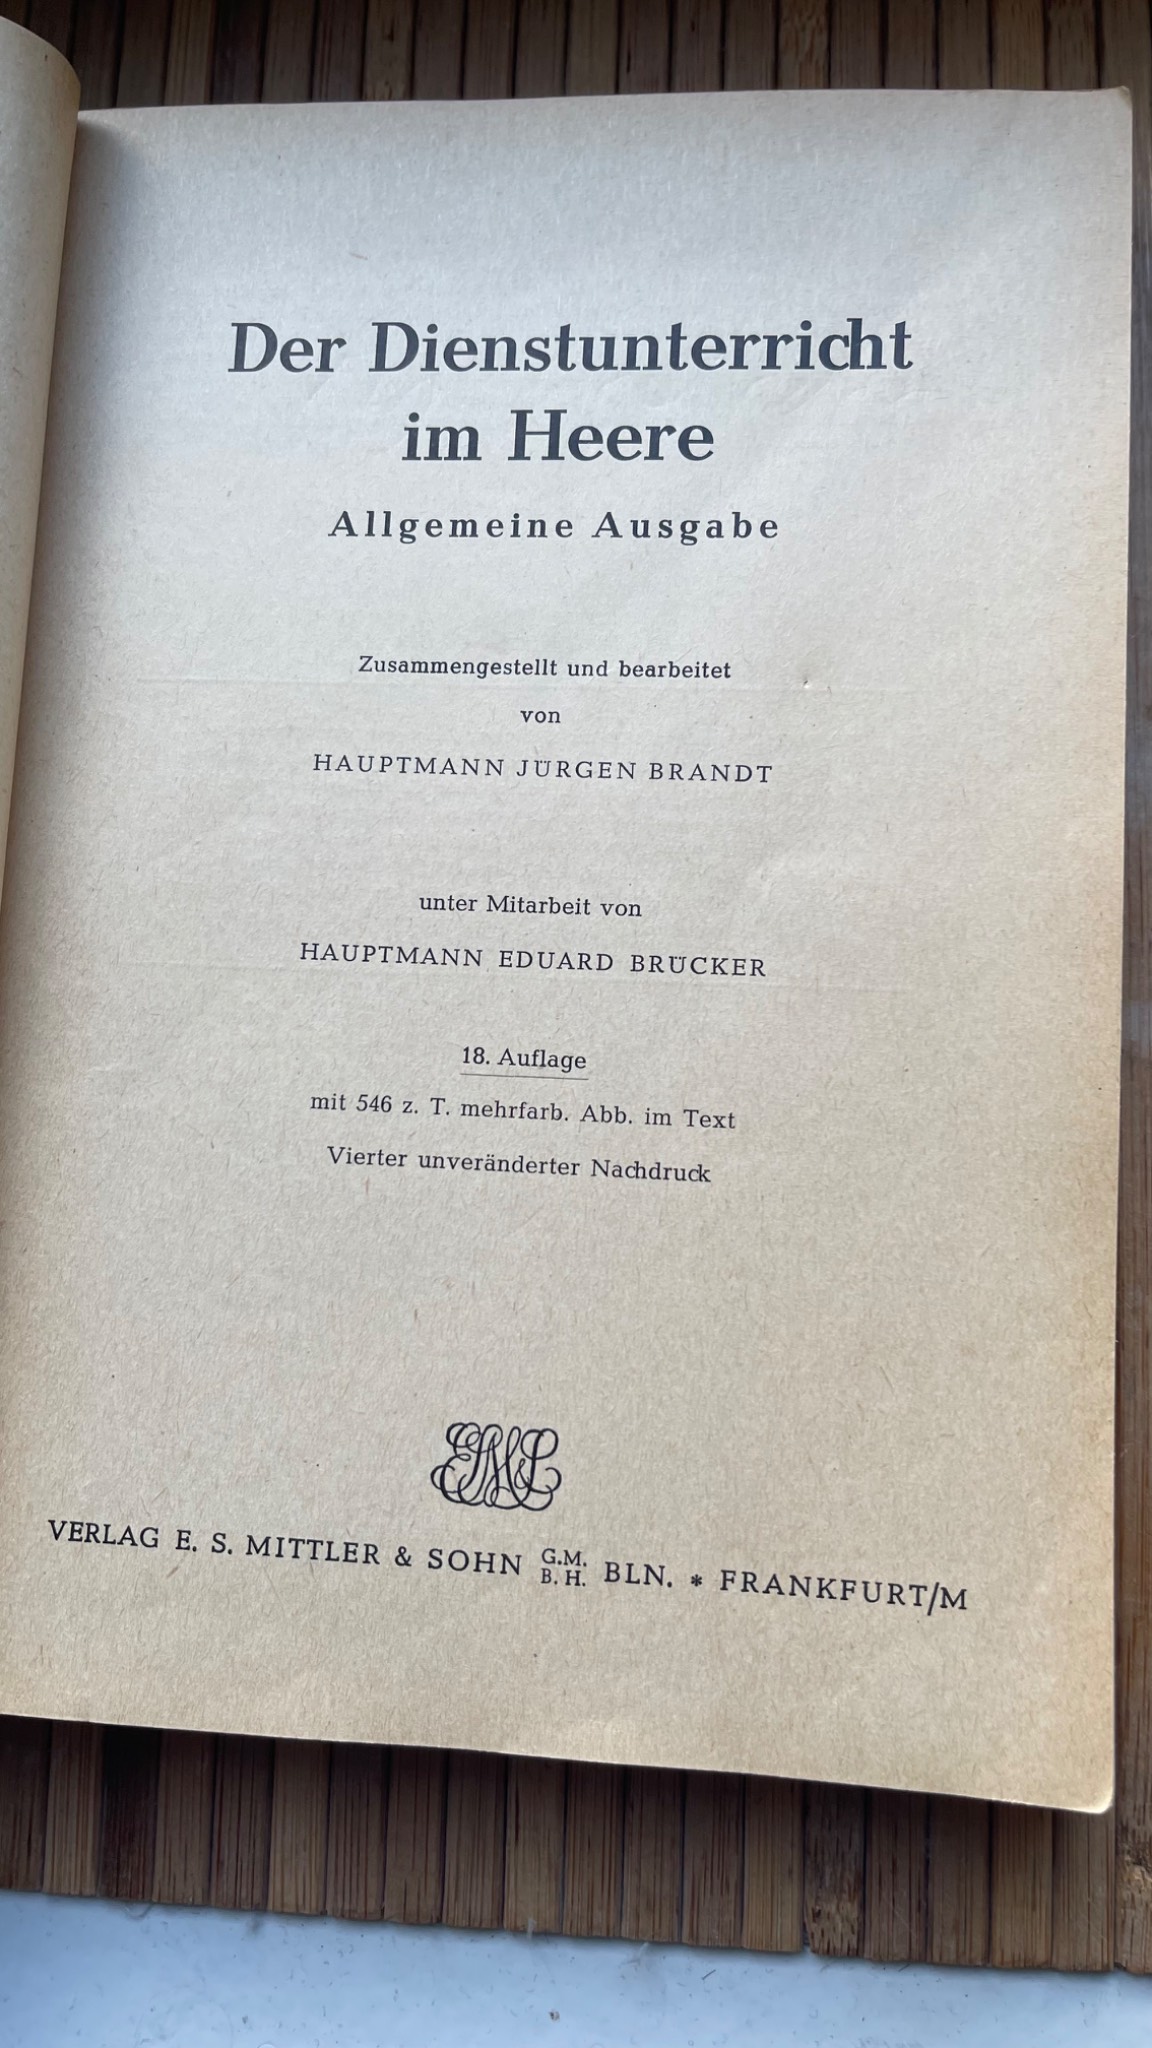 Der Dienstunterricht
im Heere
Allgemeine Ausgabe
Zusammengestellt und bearbeitet
von
HAUPTMANN JÜRGEN BRANDT
unter Mitarbeit von
HAUPTMANN EDUARD BRÜCKER
18. Auflage
mit 546 z. T. mehrfarb. Abb. im Text
Vierter unveränderter Nachdruck
VERLAG E. S. MITTLER & SOHN G.M.B.H. BLN. * FRANKFURT/M